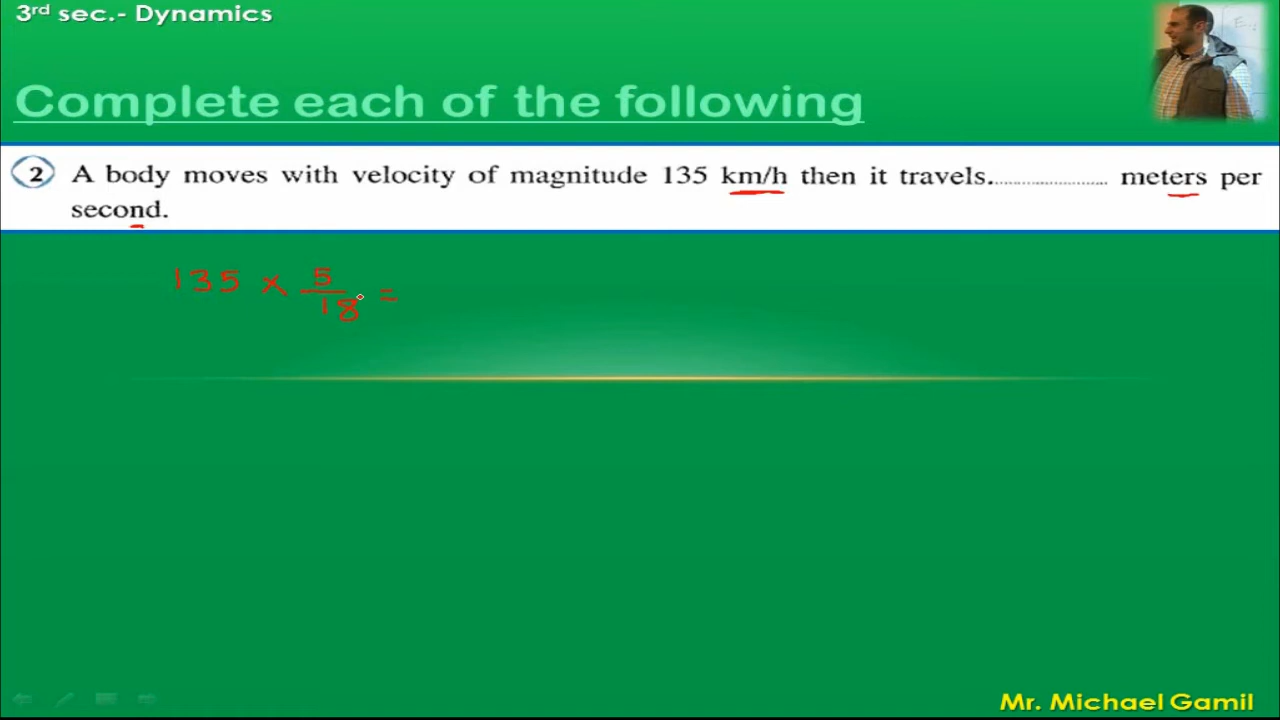 3rd sec.- Dynamics
Complete each of the following
2 A body moves with velocity of magnitude 135 km/h then it travels........................ meters per
second.
135 × 5/18 =
Mr. Michael Gamil